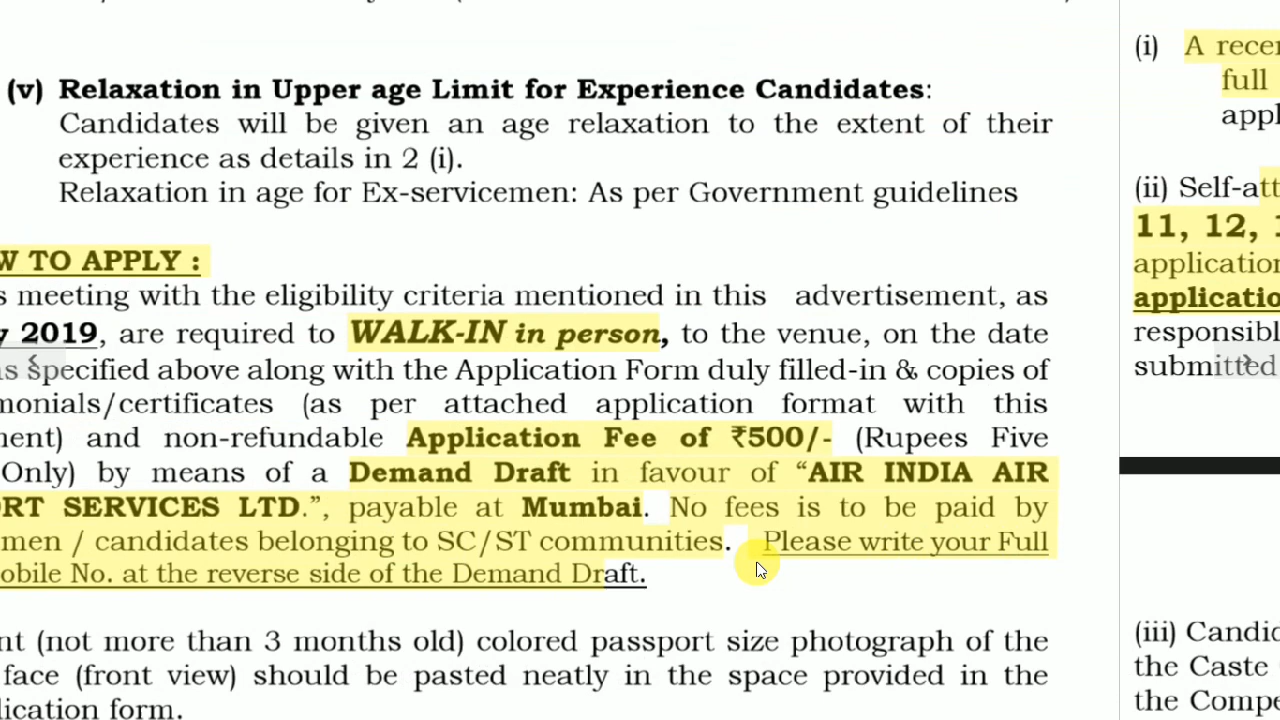 (v) Relaxation in Upper age Limit for Experience Candidates:
Candidates will be given an age relaxation to the extent of their
experience as details in 2 (i).
Relaxation in age for Ex-servicemen: As per Government guidelines
W TO APPLY :
s meeting with the eligibility criteria mentioned in this advertisement, as
y 2019, are required to WALK-IN in person, to the venue, on the date
as specified above along with the Application Form duly filled-in & copies of
monials/certificates (as per attached application format with this
nent) and non-refundable Application Fee of ₹500/- (Rupees Five
Only) by means of a Demand Draft in favour of “AIR INDIA AIR
ORT SERVICES LTD.”, payable at Mumbai. No fees is to be paid by
men / candidates belonging to SC/ST communities. Please write your Full
obile No. at the reverse side of the Demand Draft.
nt (not more than 3 months old) colored passport size photograph of the
face (front view) should be pasted neatly in the space provided in the
lication form.
(i) A recen
full
appl
(ii) Self-att
11, 12, 1
application
applicatio
responsibl
submitted
(iii) Candid
the Caste
the Compe